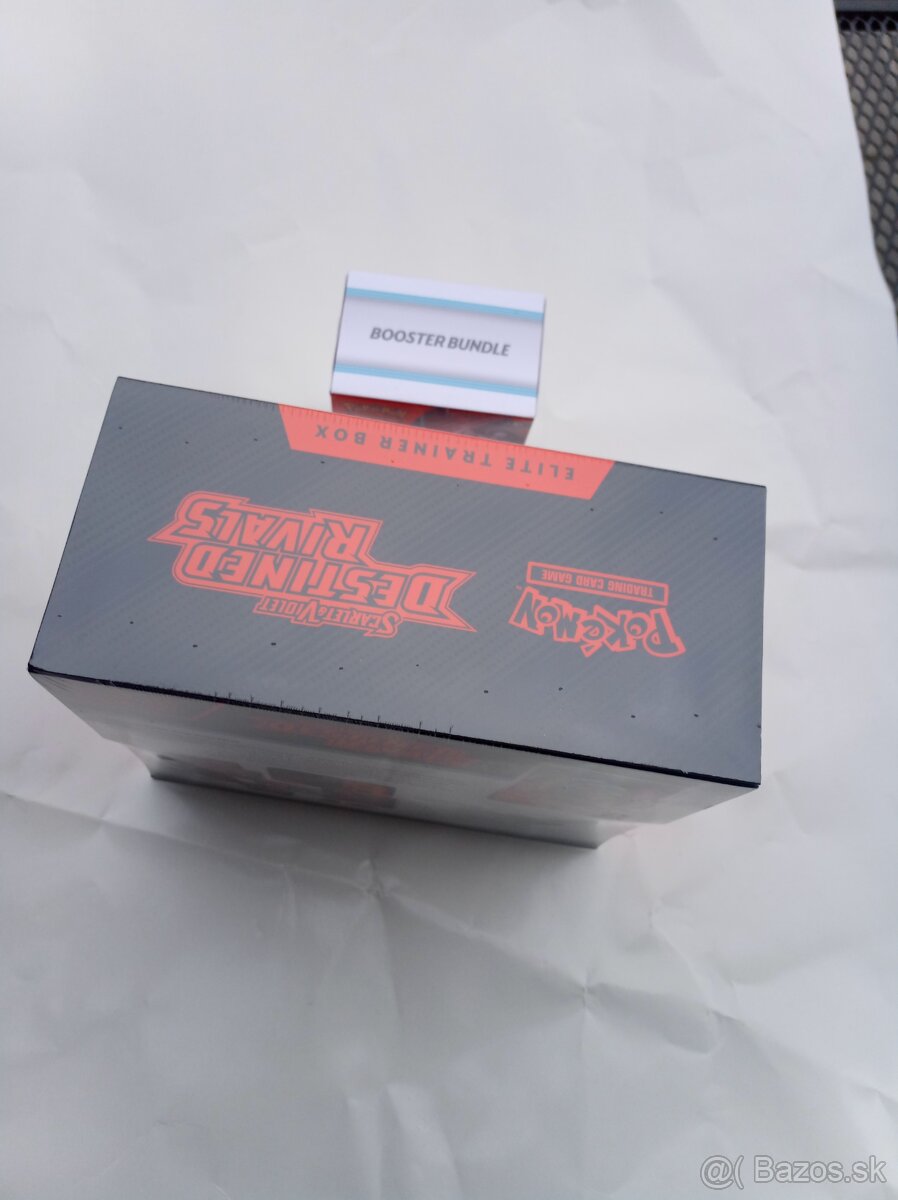 BOOSTER BUNDLE
ELITE TRAINER BOX
POKéMON
TRADING CARD GAME
SCARLET & VIOLET
DESTINED
RIVALS
@( Bazos.sk